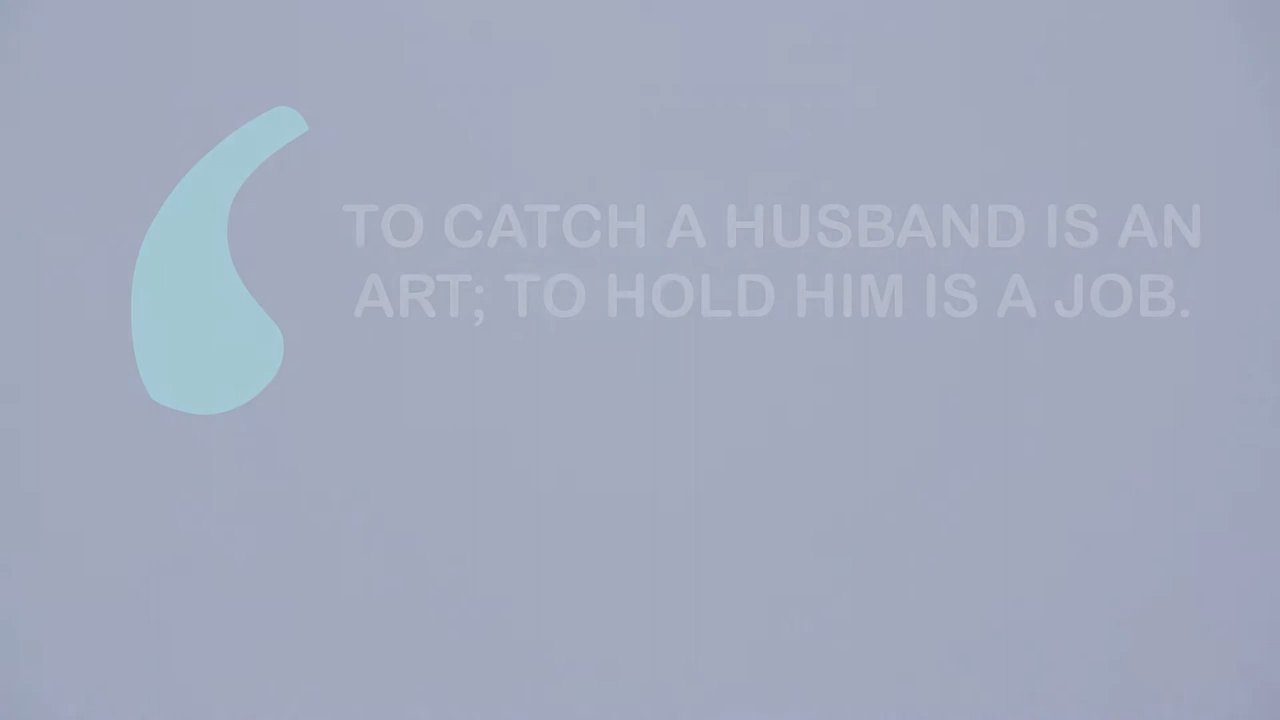 TO CATCH A HUSBAND IS AN
ART; TO HOLD HIM IS A JOB.